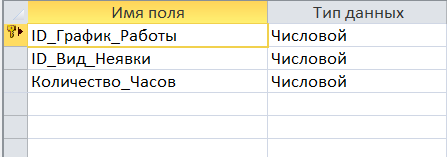 Имя поля Тип данных
ID_График_Работы Числовой
ID_Вид_Неявки Числовой
Количество_Часов Числовой